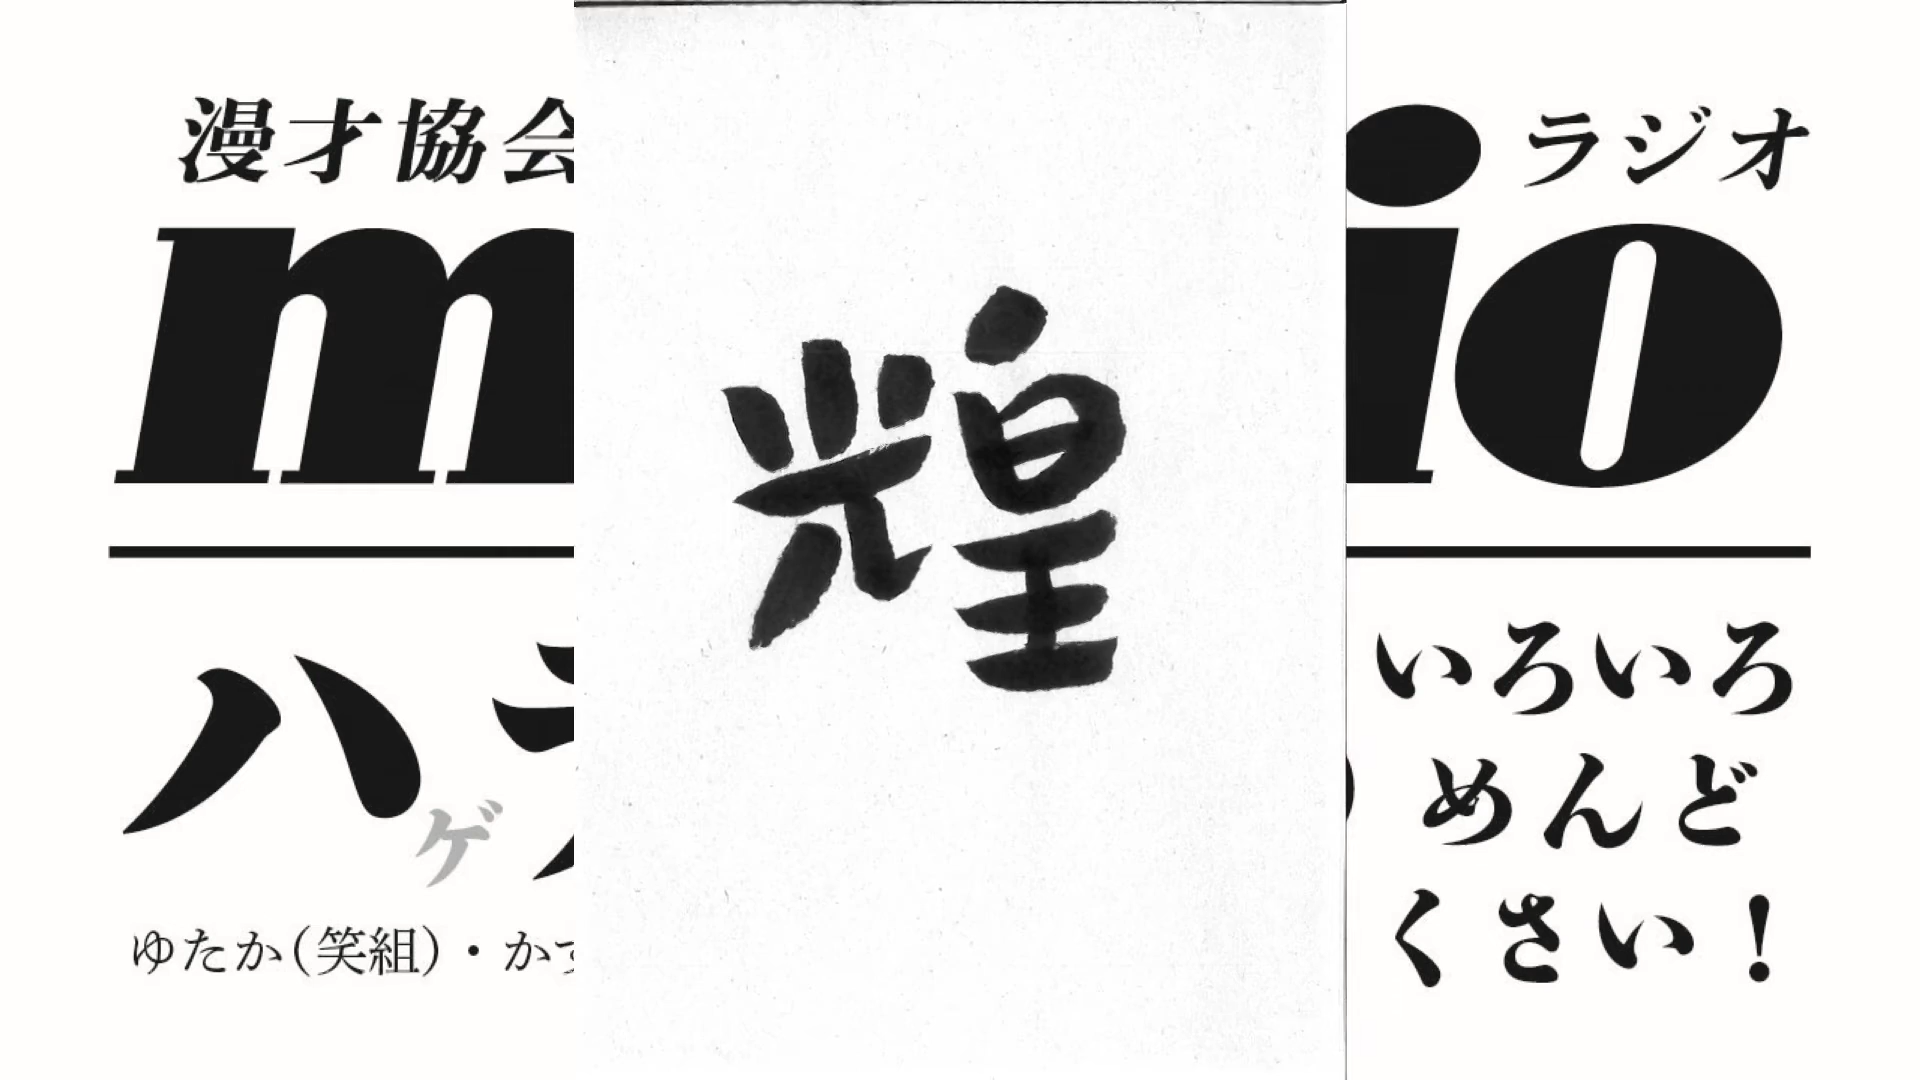 漫才協会
ラジオ
m
io
煌
ハ
ゲ
いろいろ
めんど
くさい！
ゆたか(笑組)・か